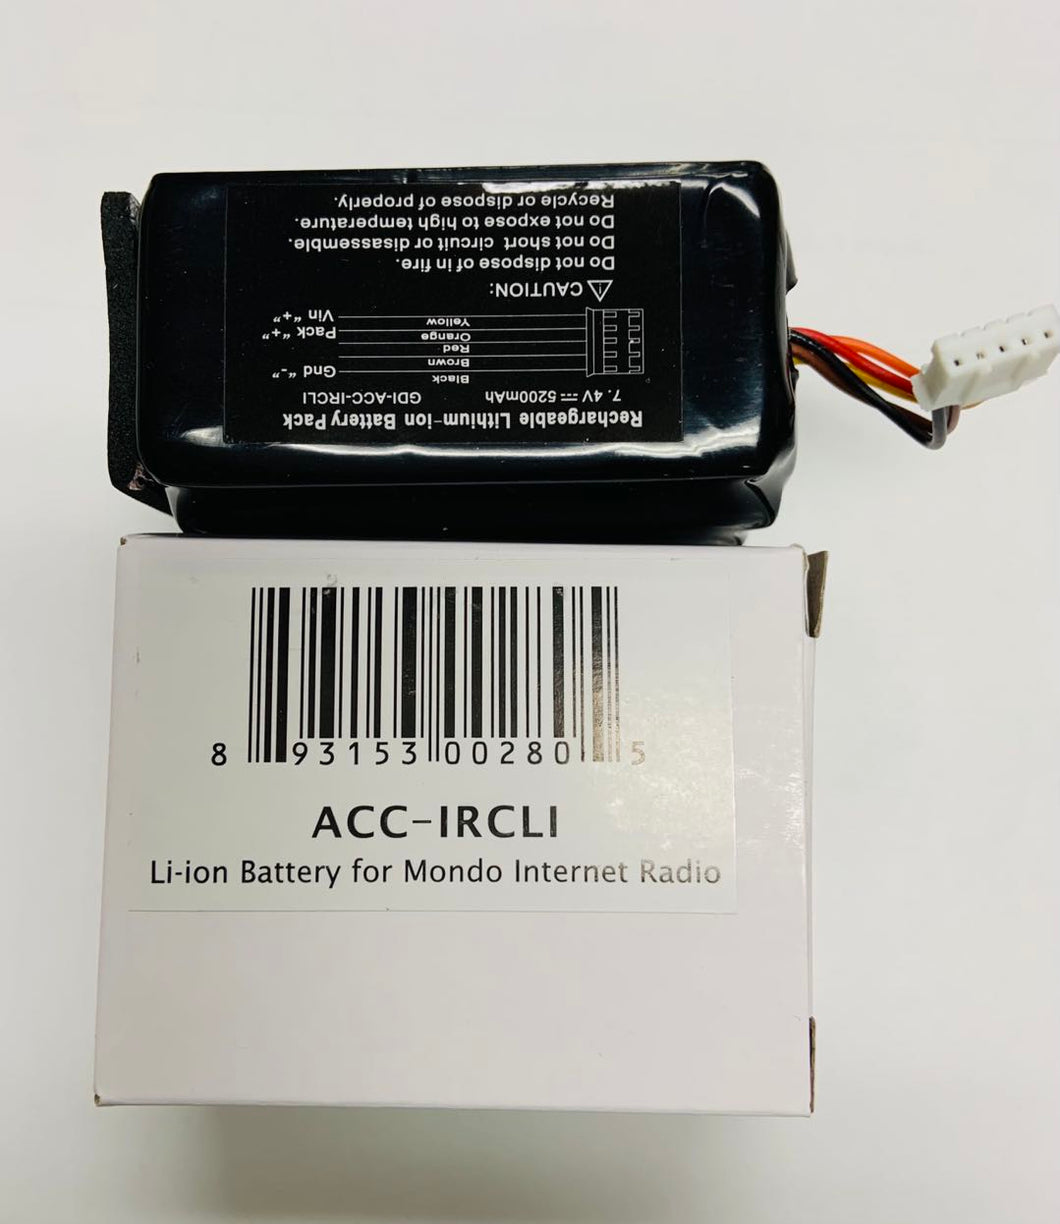 Rechargeable Lithium-ion Battery Pack
7.4V⎓5200mAh GDI-ACC-IRCLI
Black
Brown Gnd "-"
Red
Orange Pack "+"
Yellow Vin "+"
CAUTION:
Do not dispose of in fire.
Do not short circuit or disassemble.
Do not expose to high temperature.
Recycle or dispose of properly.
8 93153 00280 5
ACC-IRCLI
Li-ion Battery for Mondo Internet Radio